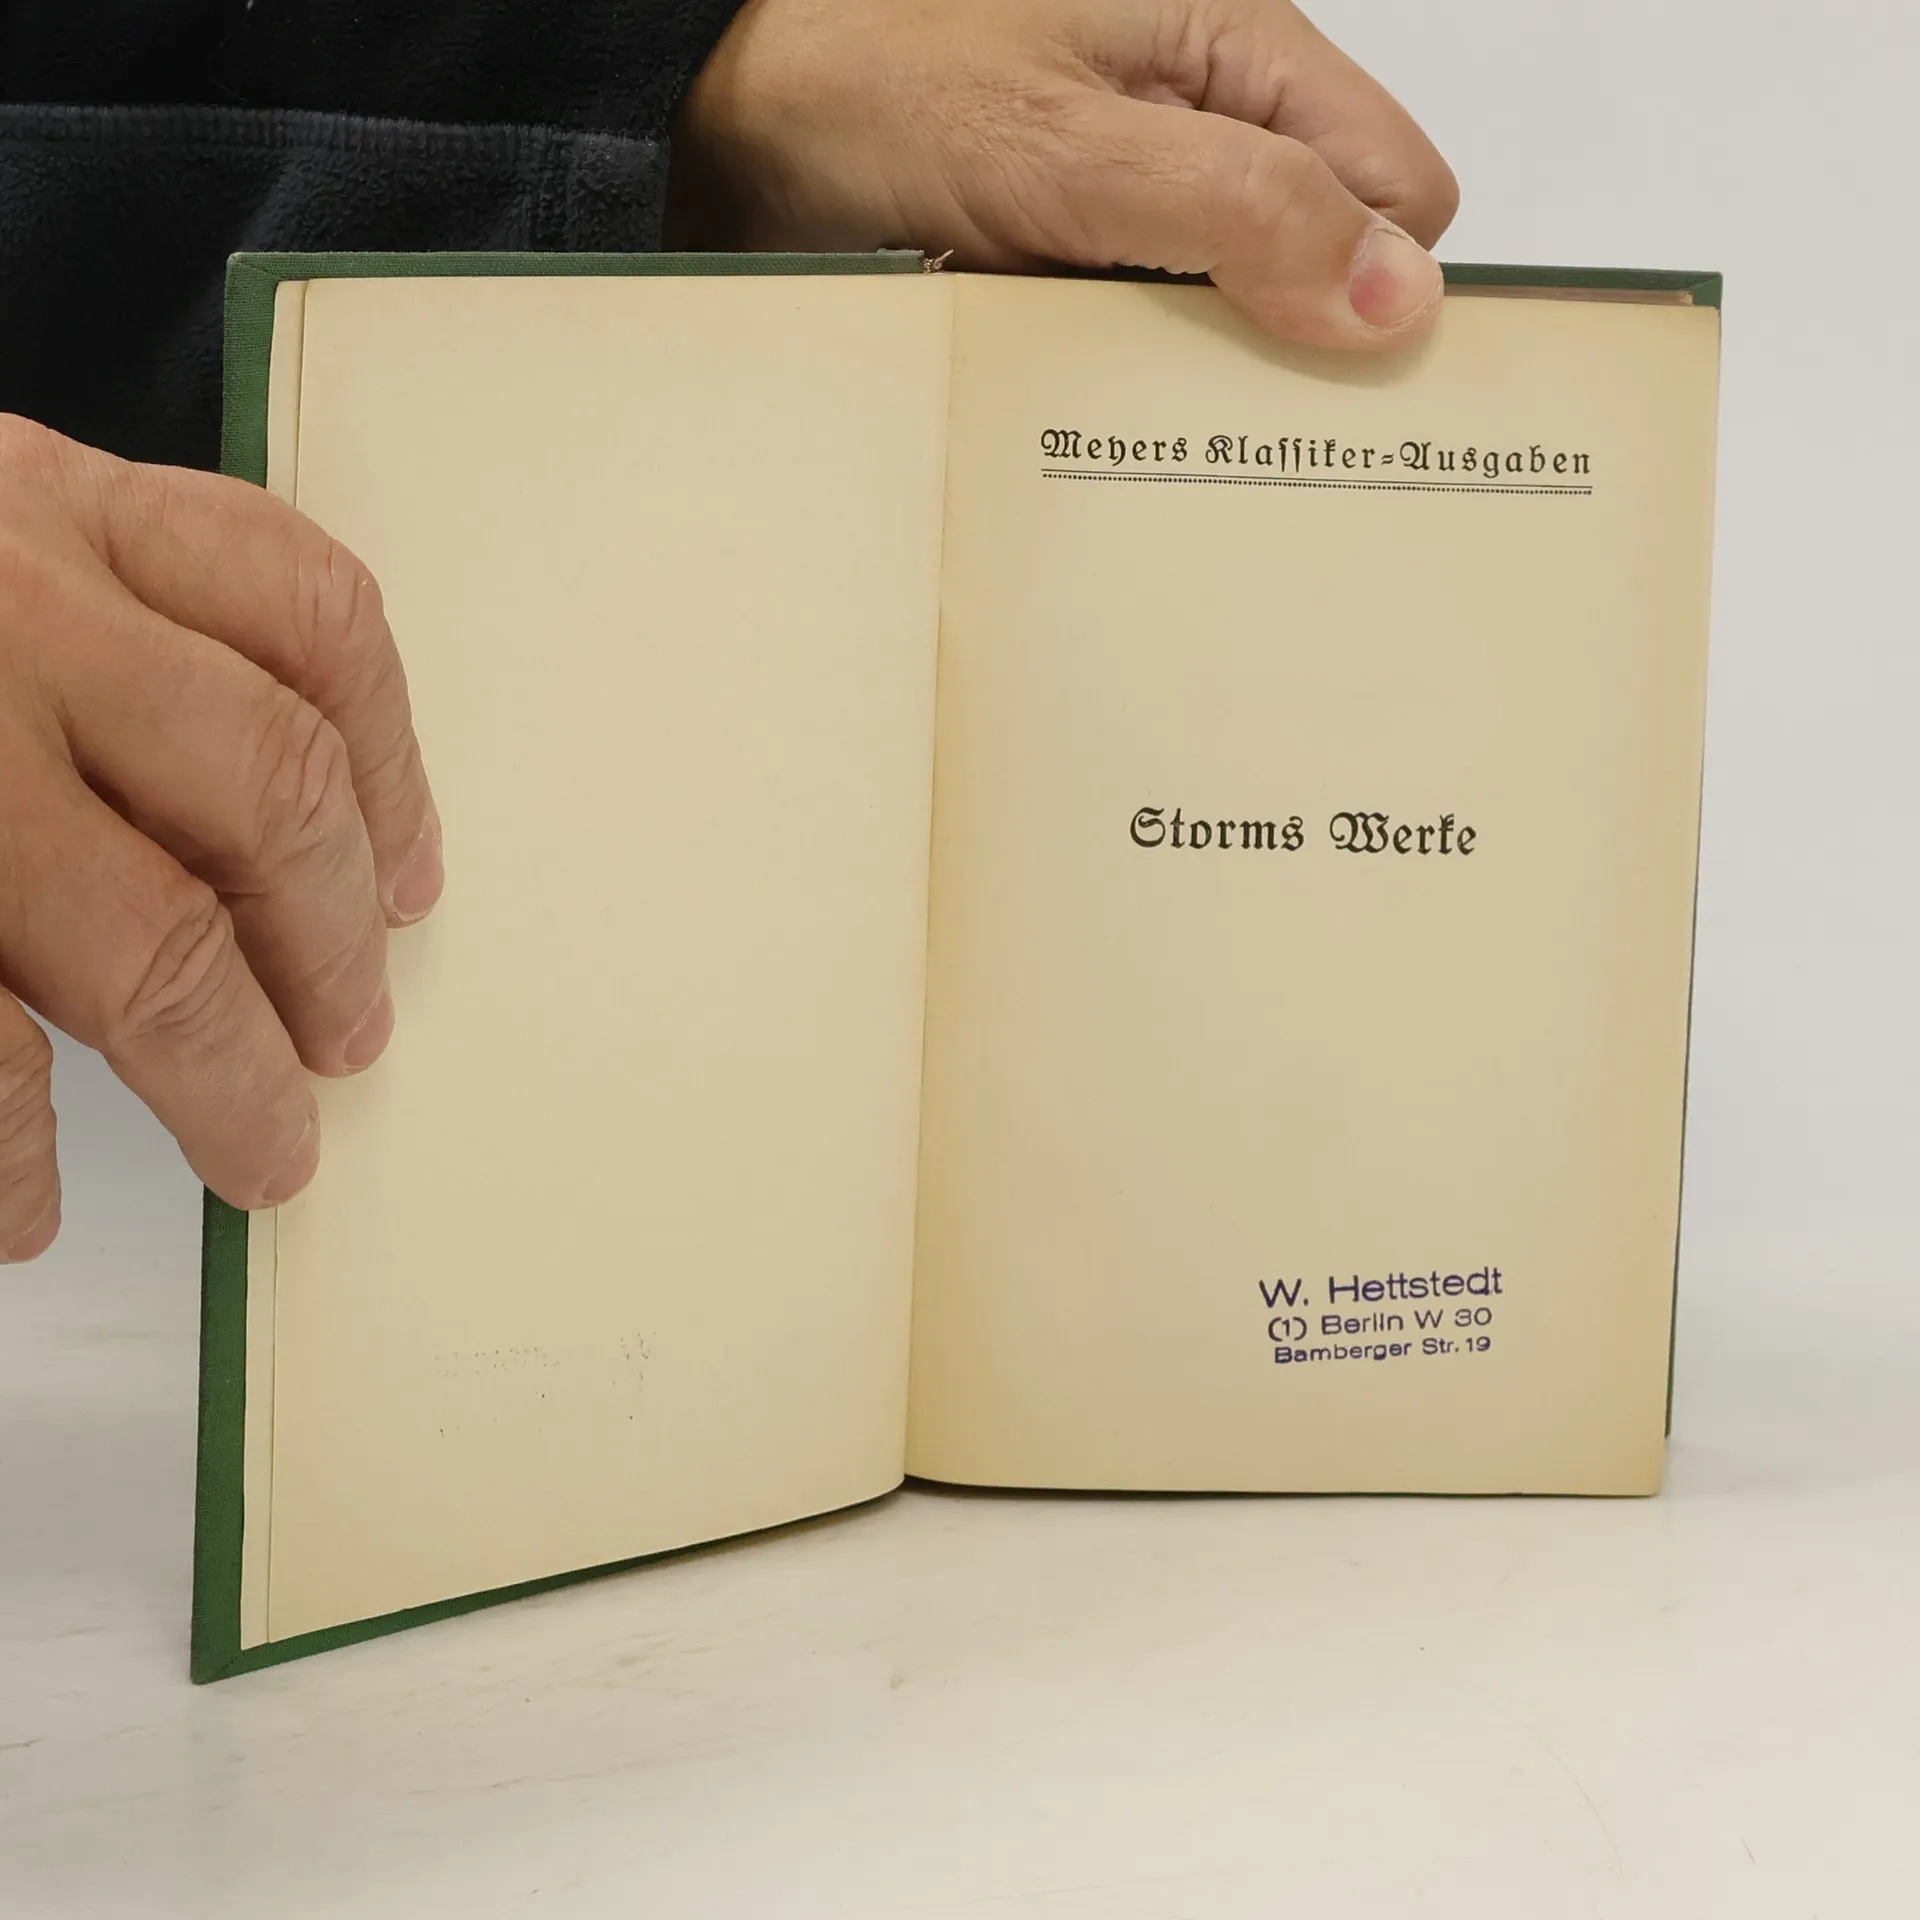 Meyers Klassiker-Ausgaben
Storms Werke
W. Hettstedt
(1) Berlin W 30
Bamberger Str. 19